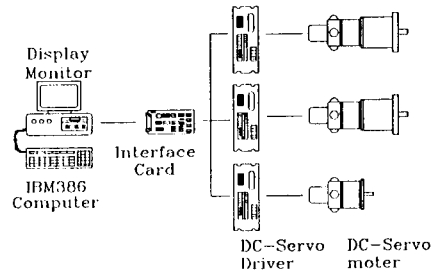 Display
Monitor
Interface
Card
IBM386
Computer
DC-Servo
Driver
DC-Servo
moter